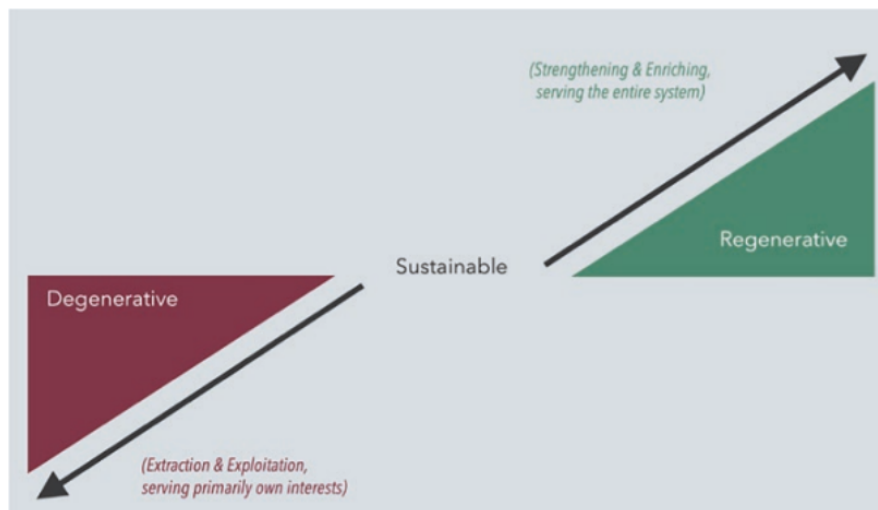 (Strengthening & Enriching,
serving the entire system)
Regenerative
Sustainable
Degenerative
(Extraction & Exploitation,
serving primarily own interests)